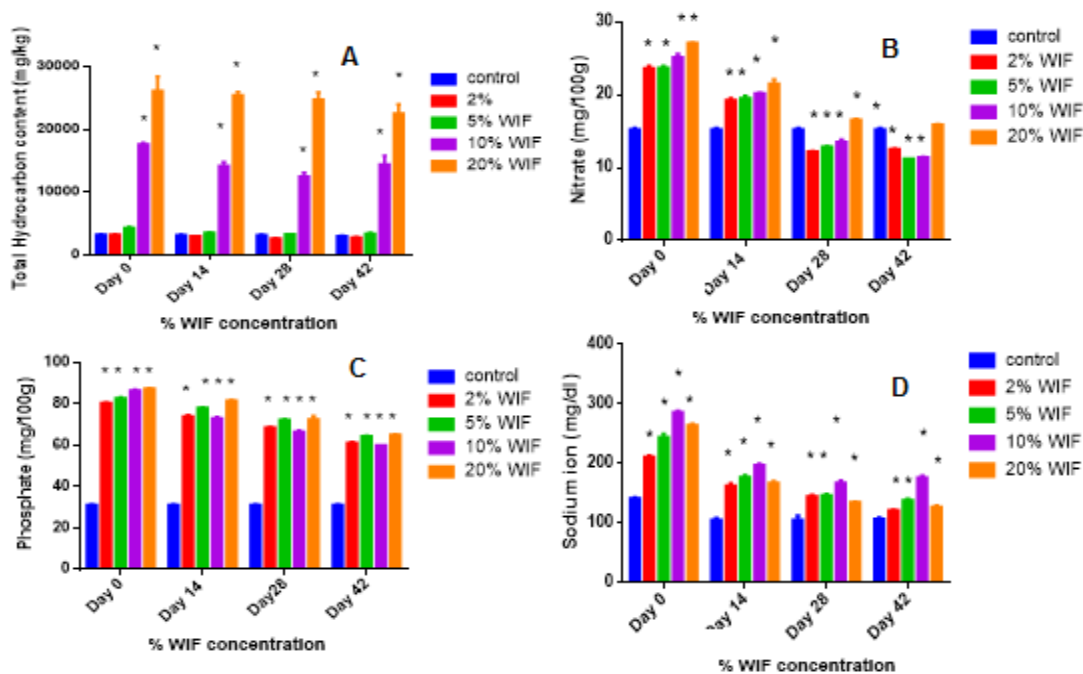 A
Total Hydrocarbon content (mg/kg)
30000
20000
10000
0
* * * * * * * *
Day 0 Day 14 Day 28 Day 42
% WIF concentration
control
2%
5% WIF
10% WIF
20% WIF
B
Nitrate (mg/100g)
30
20
10
0
* * * * * * * * * * * * * * * *
Day 0 Day 14 Day 28 Day 42
% WIF concentration
control
2% WIF
5% WIF
10% WIF
20% WIF
C
Phosphate (mg/100g)
100
80
60
40
20
0
* * * * * * * * * * * * * * * *
Day 0 Day 14 Day28 Day 42
% WIF concentration
control
2% WIF
5% WIF
10% WIF
20% WIF
D
Sodium ion (mg/dl)
400
300
200
100
0
* * * * * * * * * * * * * * * *
Day 0 Day 14 Day 28 Day 42
% WIF concentration
control
2% WIF
5% WIF
10% WIF
20% WIF